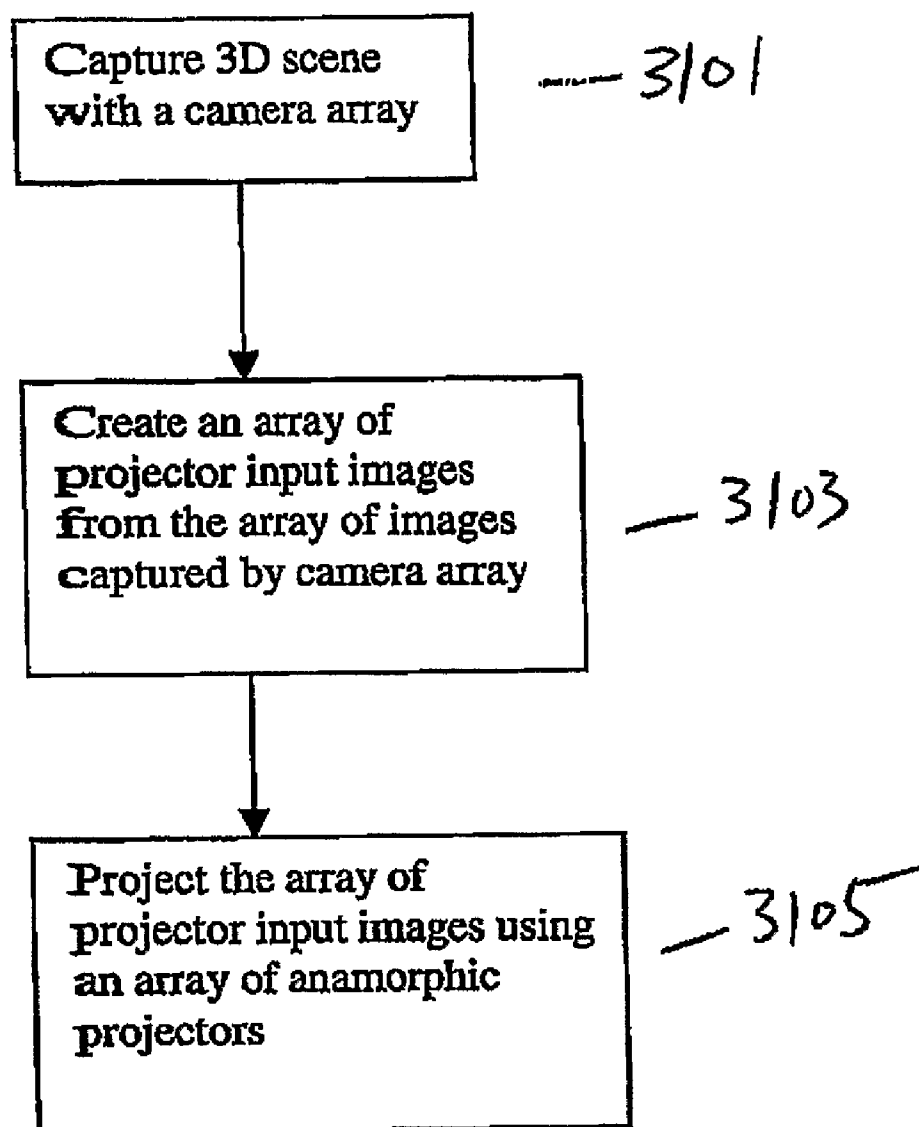 Capture 3D scene
with a camera array
3101
Create an array of
projector input images
from the array of images
captured by camera array
3103
Project the array of
projector input images using
an array of anamorphic
projectors
3105